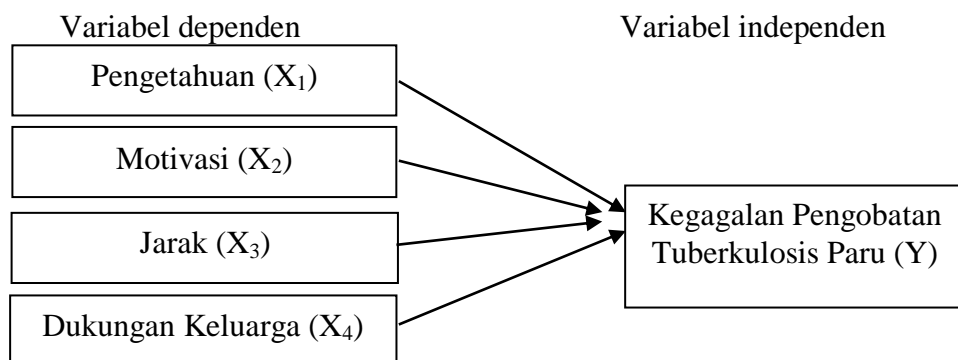 Variabel dependen
Variabel independen
Pengetahuan (X₁)
Motivasi (X₂)
Jarak (X₃)
Dukungan Keluarga (X₄)
Kegagalan Pengobatan
Tuberkulosis Paru (Y)